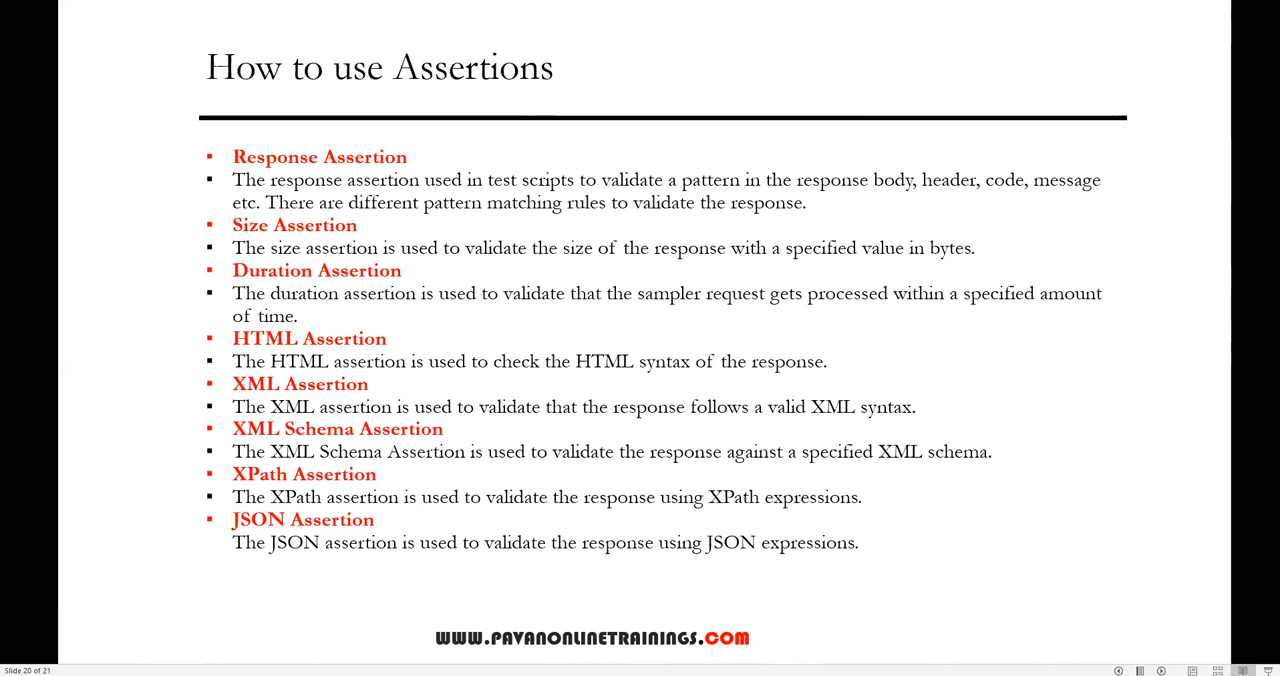 How to use Assertions
Response Assertion
The response assertion used in test scripts to validate a pattern in the response body, header, code, message
etc. There are different pattern matching rules to validate the response.
Size Assertion
The size assertion is used to validate the size of the response with a specified value in bytes.
Duration Assertion
The duration assertion is used to validate that the sampler request gets processed within a specified amount
of time.
HTML Assertion
The HTML assertion is used to check the HTML syntax of the response.
XML Assertion
The XML assertion is used to validate that the response follows a valid XML syntax.
XML Schema Assertion
The XML Schema Assertion is used to validate the response against a specified XML schema.
XPath Assertion
The XPath assertion is used to validate the response using XPath expressions.
JSON Assertion
The JSON assertion is used to validate the response using JSON expressions.
WWW.PAVANONLINETRAININGS.COM
Slide 20 of 21